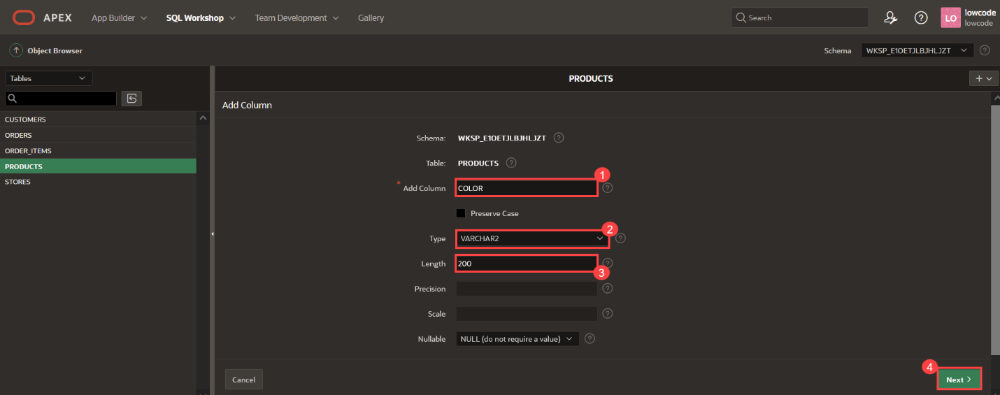 APEX App Builder SQL Workshop Team Development Gallery Search LO lowcode
lowcode
Object Browser Schema WKSP_E1OETJLBJHLJZT
Tables PRODUCTS
Add Column
CUSTOMERS
ORDERS
ORDER_ITEMS
PRODUCTS
STORES
Schema: WKSP_E1OETJLBJHLJZT
Table: PRODUCTS
1
* Add Column COLOR
Preserve Case
2
Type VARCHAR2
Length 200
3
Precision
Scale
Nullable NULL (do not require a value)
4
Cancel Next